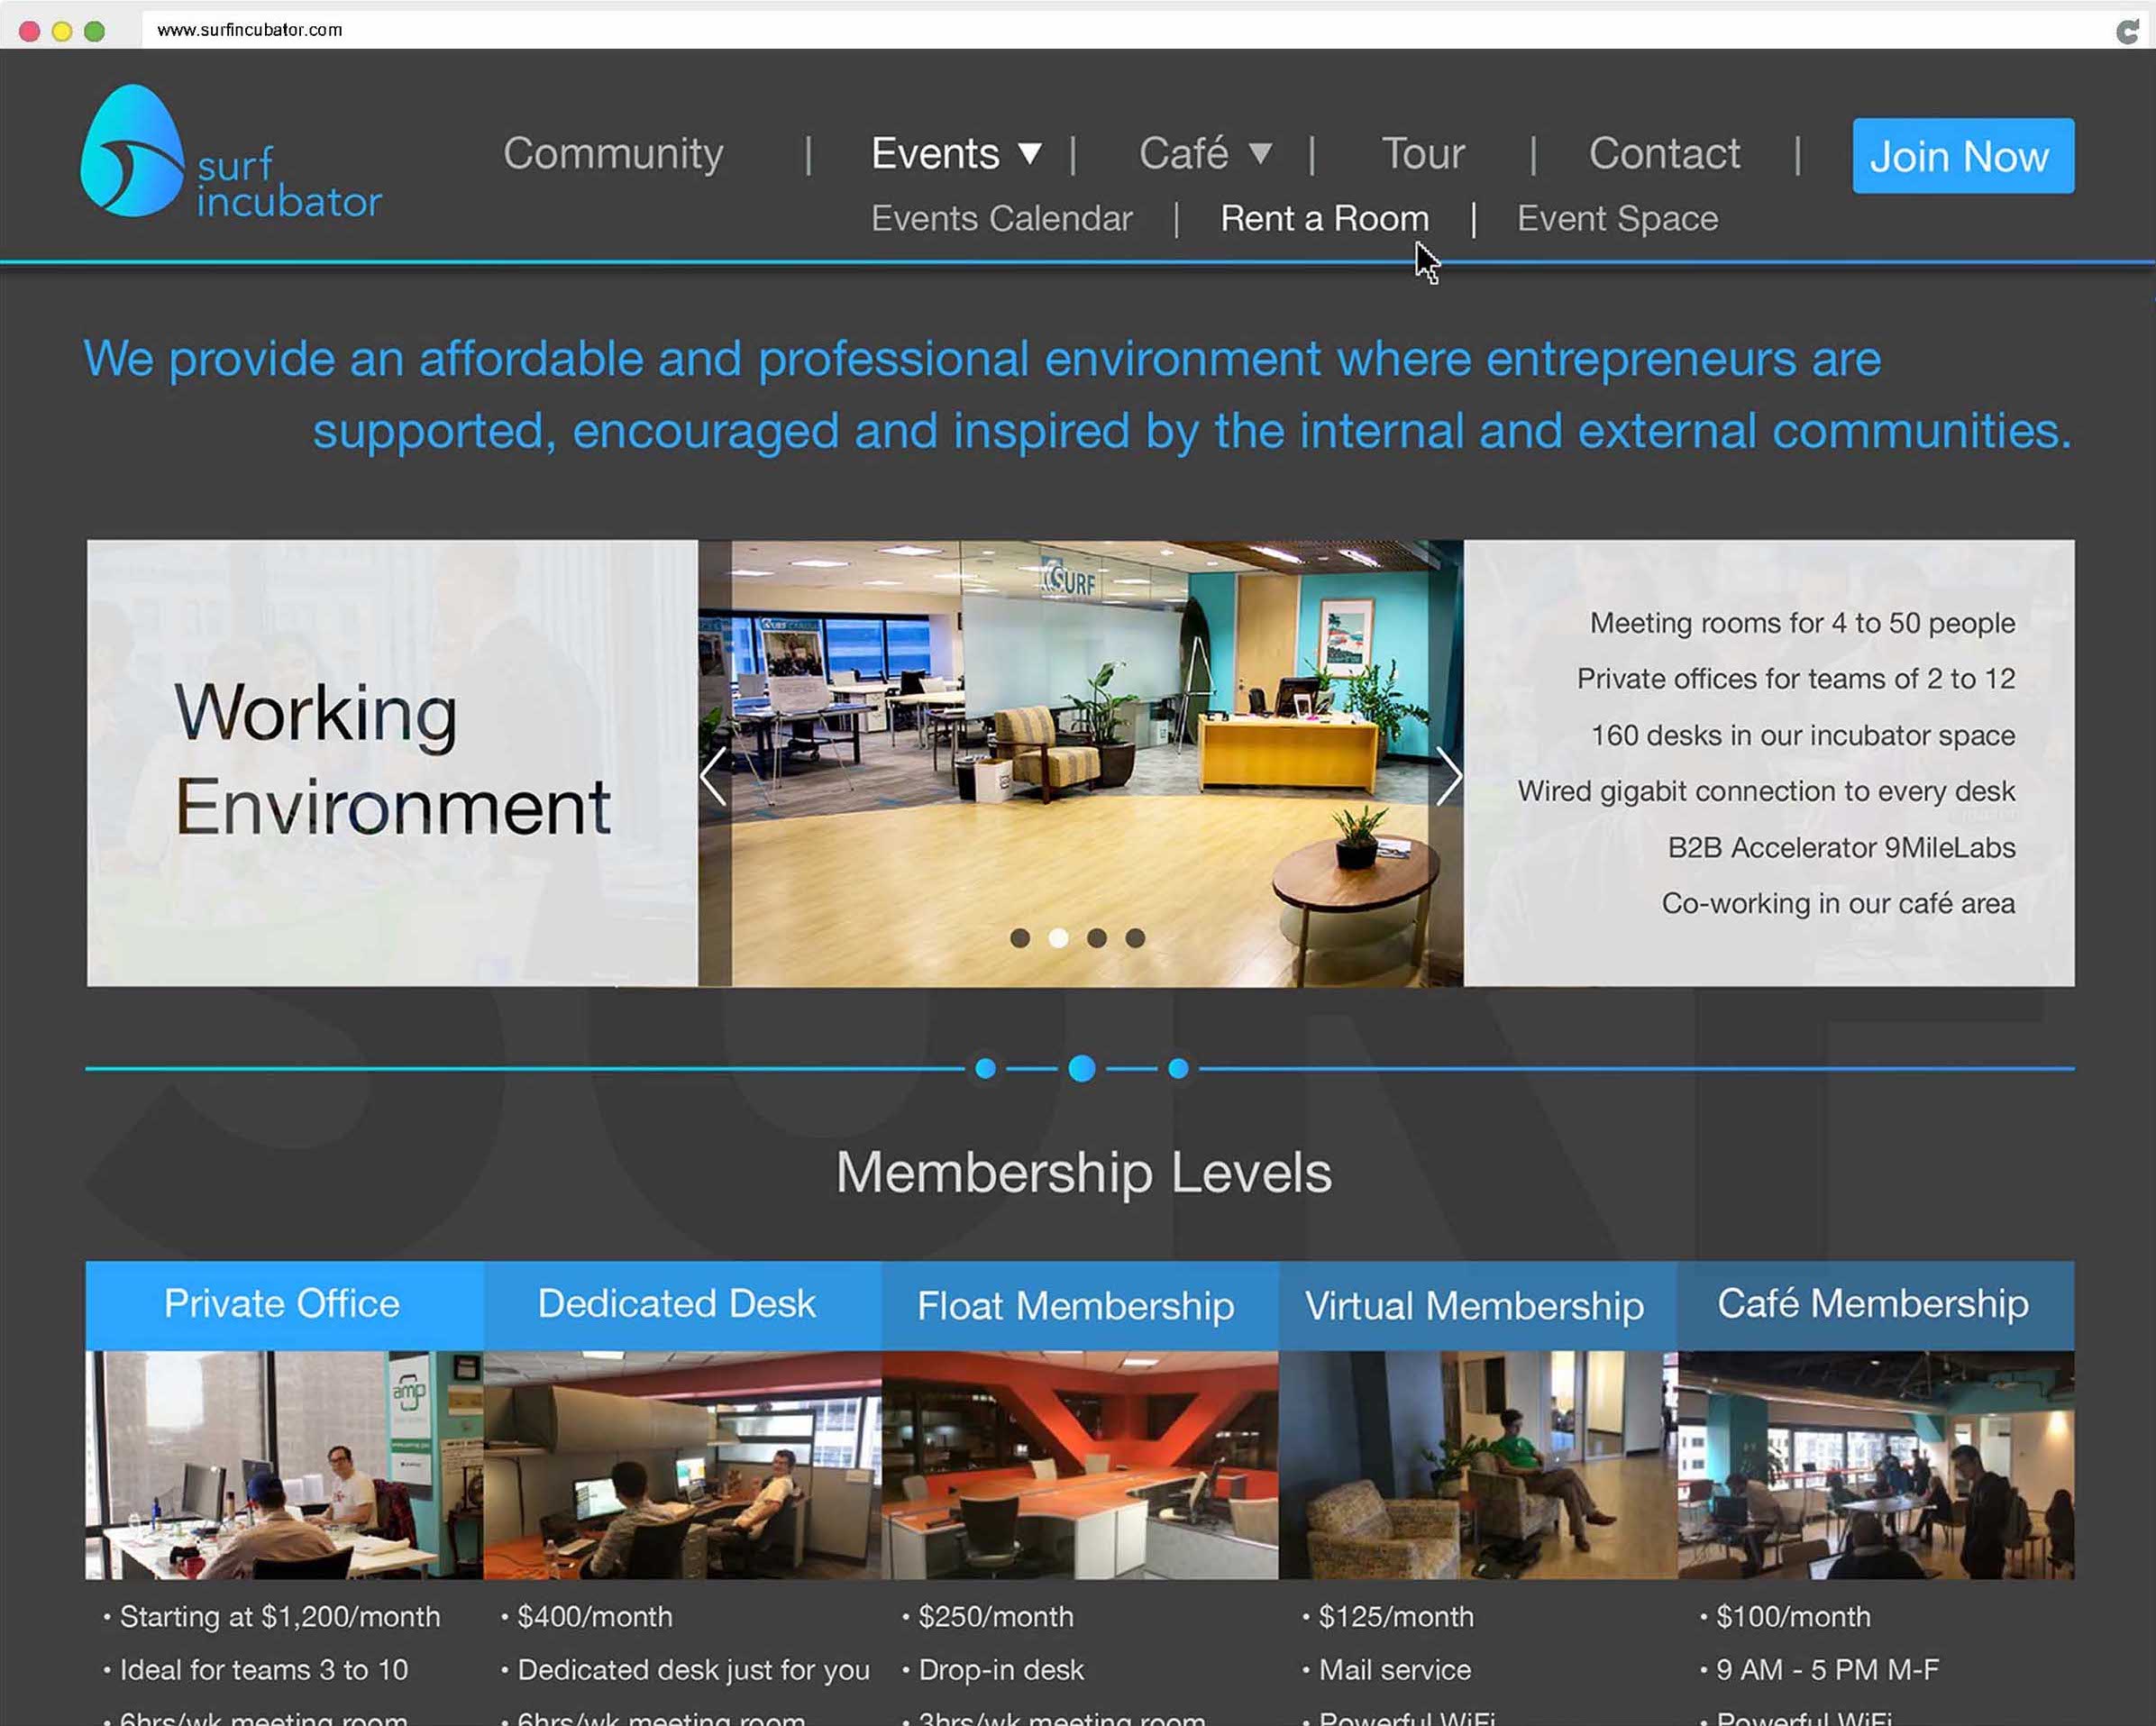 www.surfincubator.com
surf
incubator
Community | Events ▼ | Café ▼ | Tour | Contact | Join Now
Events Calendar | Rent a Room | Event Space
We provide an affordable and professional environment where entrepreneurs are
supported, encouraged and inspired by the internal and external communities.
Working
Environment
SURF
Meeting rooms for 4 to 50 people
Private offices for teams of 2 to 12
160 desks in our incubator space
Wired gigabit connection to every desk
B2B Accelerator 9MileLabs
Co-working in our café area
SURF
Membership Levels
Private Office
Dedicated Desk
Float Membership
Virtual Membership
Café Membership
amp
• Starting at $1,200/month
• Ideal for teams 3 to 10
• 6hrs/wk meeting room
• $400/month
• Dedicated desk just for you
• 6hrs/wk meeting room
• $250/month
• Drop-in desk
• 3hrs/wk meeting room
• $125/month
• Mail service
• Powerful WiFi
• $100/month
• 9 AM - 5 PM M-F
• Powerful WiFi